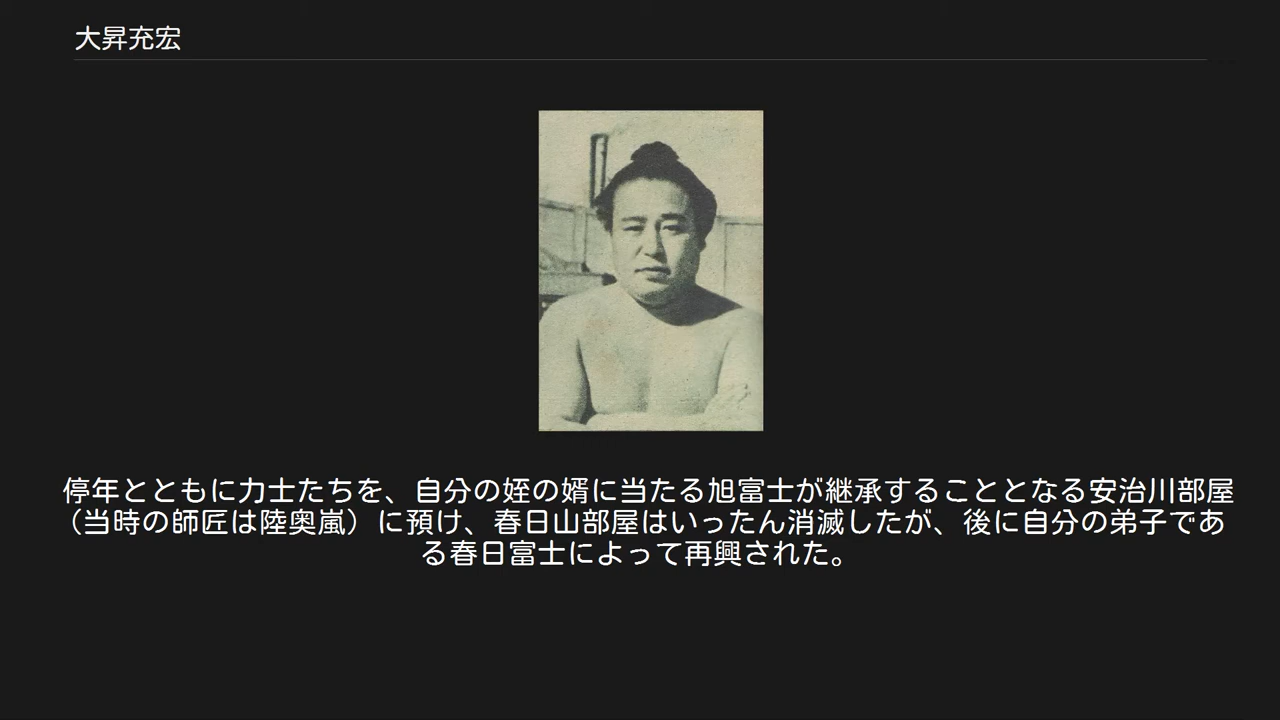 大昇充宏
停年とともに力士たちを、自分の姪の婿に当たる旭富士が継承することとなる安治川部屋
（当時の師匠は陸奥嵐）に預け、春日山部屋はいったん消滅したが、後に自分の弟子であ
る春日富士によって再興された。